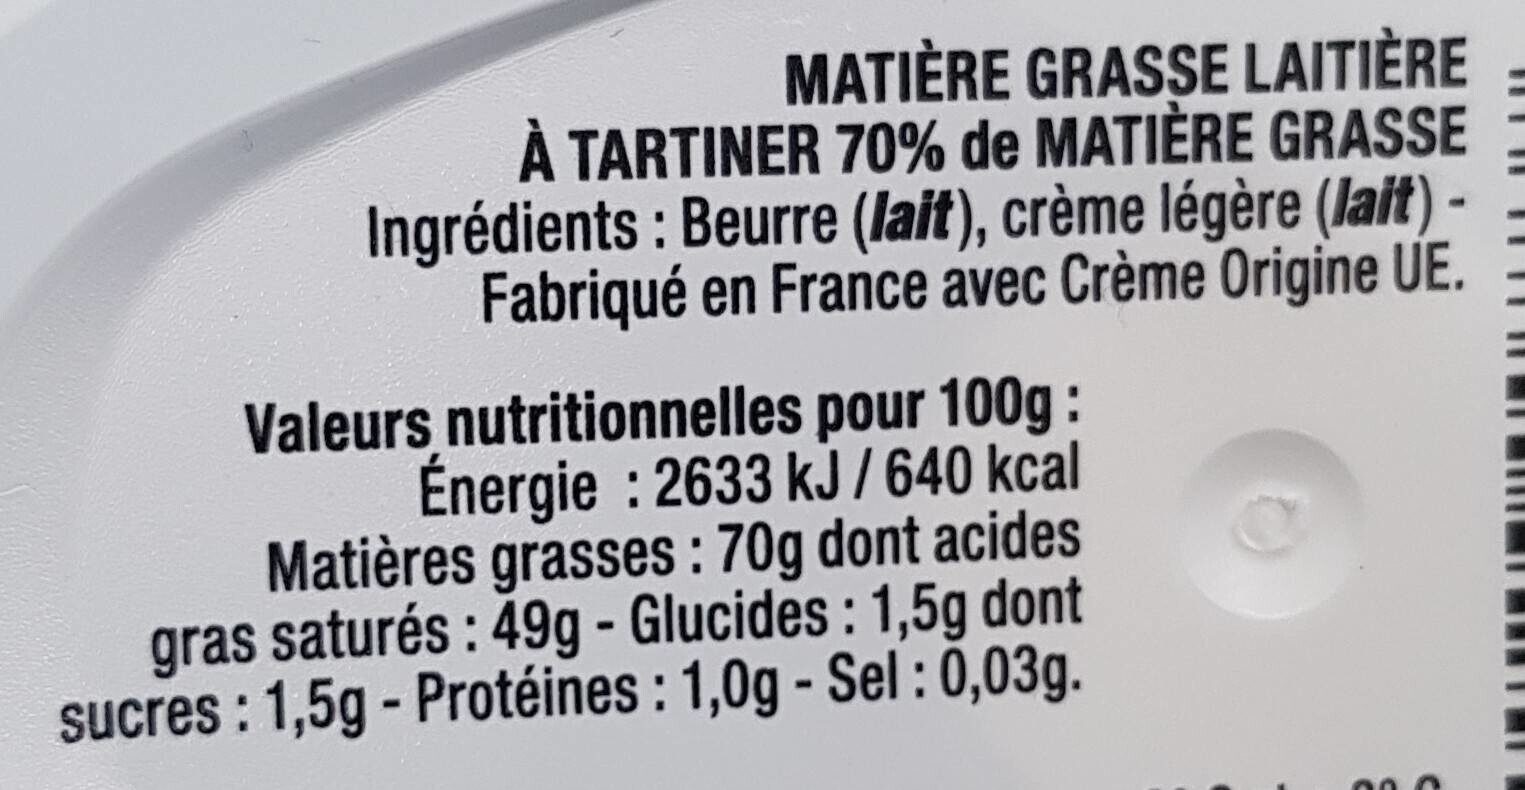 MATIÈRE GRASSE LAITIÈRE
À TARTINER 70% de MATIÈRE GRASSE
Ingrédients : Beurre (lait), crème légère (lait) -
Fabriqué en France avec Crème Origine UE.
Valeurs nutritionnelles pour 100g :
Énergie : 2633 kJ / 640 kcal
Matières grasses : 70g dont acides
gras saturés : 49g - Glucides : 1,5g dont
sucres : 1,5g - Protéines : 1,0g - Sel : 0,03g.